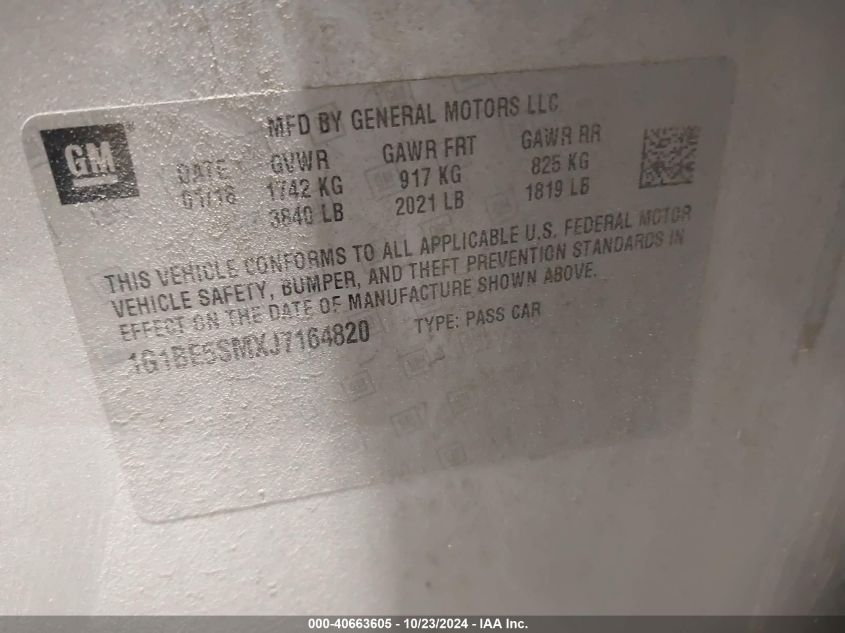 MFD BY GENERAL MOTORS LLC
GM
DATE GVWR GAWR FRT GAWR RR
01/18 1742 KG 917 KG 825 KG
3840 LB 2021 LB 1819 LB
THIS VEHICLE CONFORMS TO ALL APPLICABLE U.S. FEDERAL MOTOR
VEHICLE SAFETY, BUMPER, AND THEFT PREVENTION STANDARDS IN
EFFECT ON THE DATE OF MANUFACTURE SHOWN ABOVE.
1G1BE5SMXJ7164820 TYPE: PASS CAR
000-40663605 - 10/23/2024 - IAA Inc.